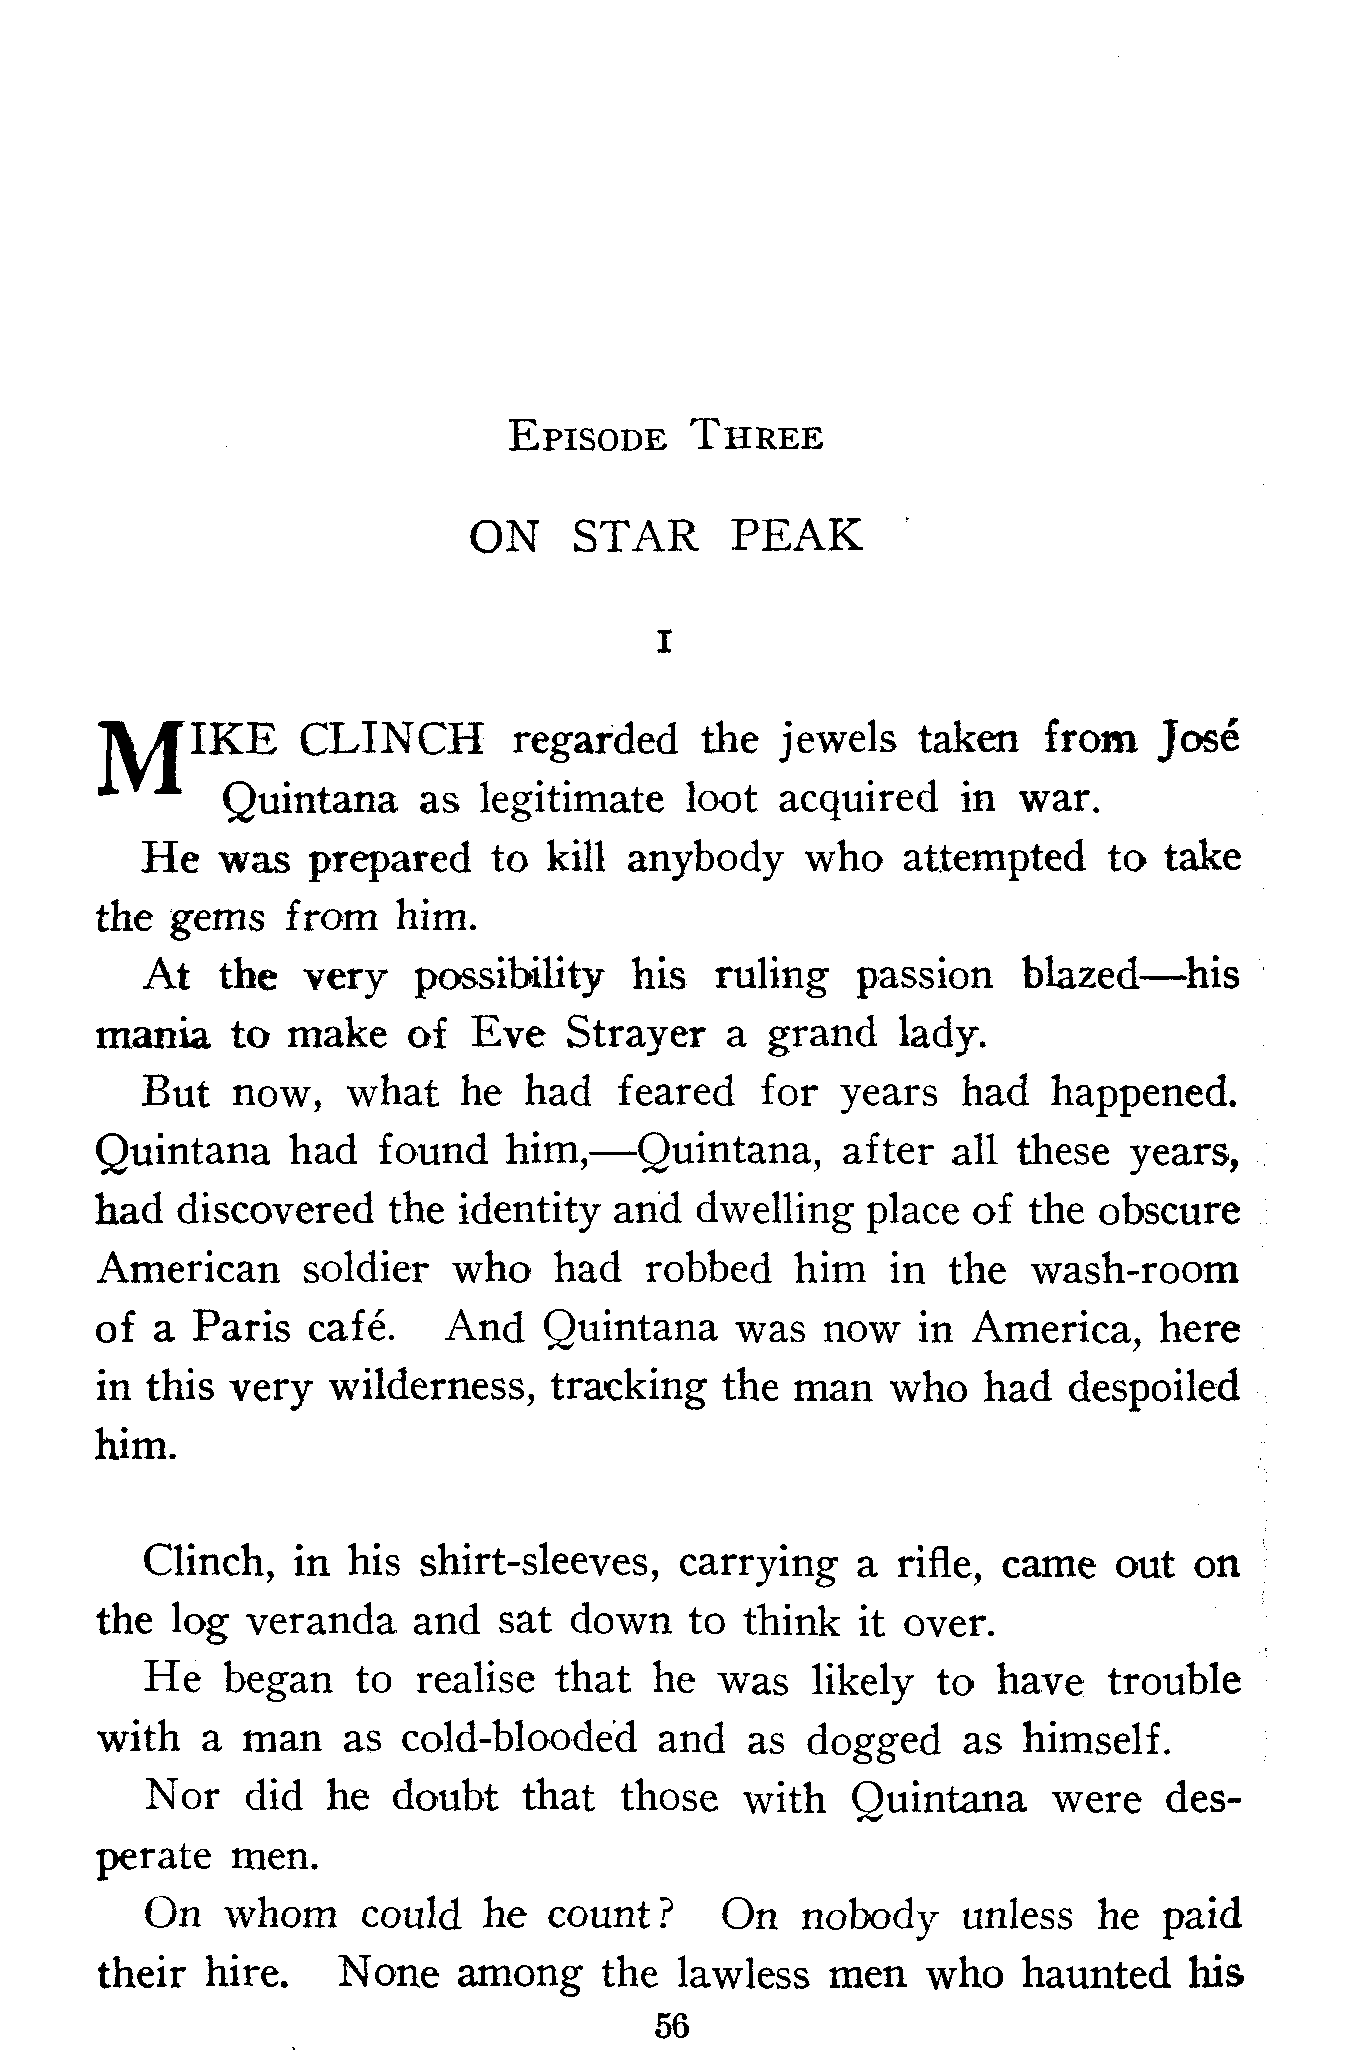 Episode Three
ON STAR PEAK
I
MIKE CLINCH regarded the jewels taken from José
Quintana as legitimate loot acquired in war.
He was prepared to kill anybody who attempted to take
the gems from him.
At the very possibility his ruling passion blazed—his
mania to make of Eve Strayer a grand lady.
But now, what he had feared for years had happened.
Quintana had found him,—Quintana, after all these years,
had discovered the identity and dwelling place of the obscure
American soldier who had robbed him in the wash-room
of a Paris café. And Quintana was now in America, here
in this very wilderness, tracking the man who had despoiled
him.
Clinch, in his shirt-sleeves, carrying a rifle, came out on
the log veranda and sat down to think it over.
He began to realise that he was likely to have trouble
with a man as cold-blooded and as dogged as himself.
Nor did he doubt that those with Quintana were des-
perate men.
On whom could he count? On nobody unless he paid
their hire. None among the lawless men who haunted his
56